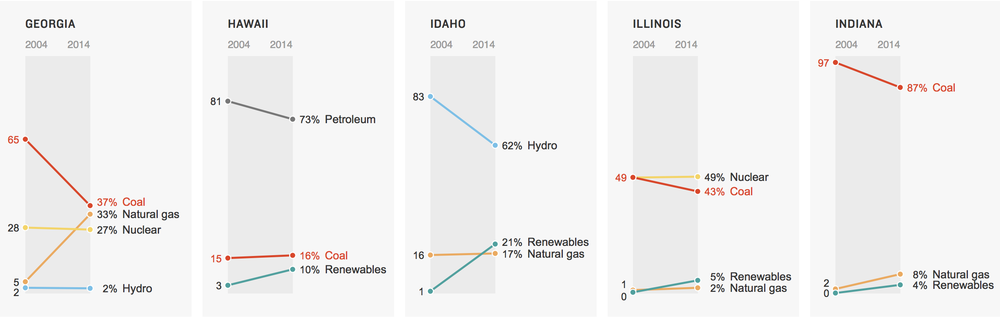 GEORGIA
2004 2014
65
37% Coal
33% Natural gas
28
27% Nuclear
5
2
2% Hydro
HAWAII
2004 2014
81
73% Petroleum
15
16% Coal
10% Renewables
3
IDAHO
2004 2014
83
62% Hydro
21% Renewables
16
17% Natural gas
1
ILLINOIS
2004 2014
49
49% Nuclear
43% Coal
5% Renewables
1
2% Natural gas
0
INDIANA
2004 2014
97
87% Coal
8% Natural gas
2
4% Renewables
0